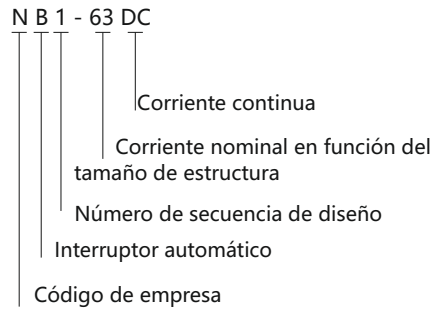 N B 1 - 63 DC
Corriente continua
Corriente nominal en función del
tamaño de estructura
Número de secuencia de diseño
Interruptor automático
Código de empresa